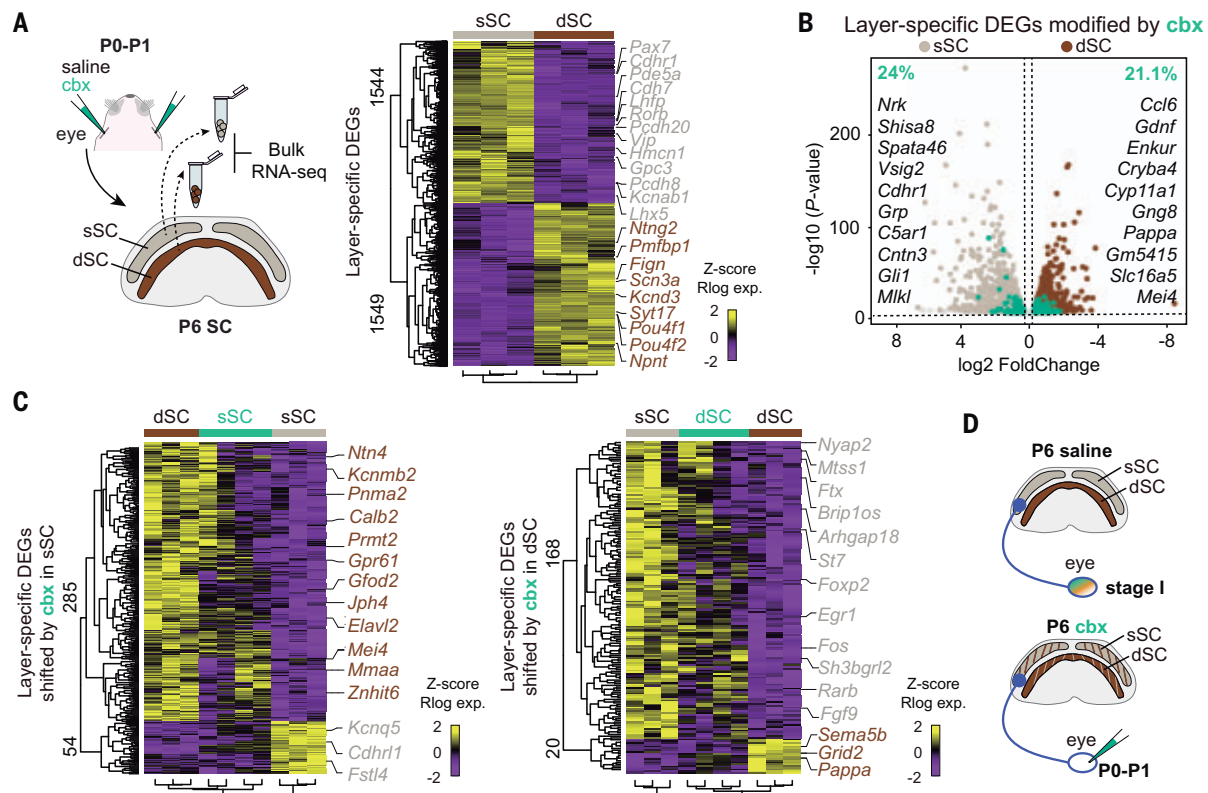 A
P0-P1
saline
cbx
eye
Bulk
RNA-seq
sSC
dSC
P6 SC
sSC
dSC
Layer-specific DEGs
1544
1549
Pax7
Cdhr1
Pde5a
Cdh7
Lhfp
Rorb
Pcdh20
Vip
Hmcn1
Gpc3
Pcdh8
Kcnab1
Lhx5
Ntng2
Pmfbp1
Fign
Scn3a
Kcnd3
Syt17
Pou4f1
Pou4f2
Npnt
Z-score
Rlog exp.
2
0
-2
B
Layer-specific DEGs modified by cbx
sSC
dSC
24%
21.1%
Nrk
Shisa8
Spata46
Vsig2
Cdhr1
Grp
C5ar1
Cntn3
Gli1
Mlkl
Ccl6
Gdnf
Enkur
Cryba4
Cyp11a1
Gng8
Pappa
Gm5415
Slc16a5
Mei4
-log10 (P-value)
200
100
0
8
4
0
-4
-8
log2 FoldChange
C
dSC
sSC
sSC
Layer-specific DEGs
shifted by cbx in sSC
285
54
Ntn4
Kcnmb2
Pnma2
Calb2
Prmt2
Gpr61
Gfod2
Jph4
Elavl2
Mei4
Mmaa
Znhit6
Kcnq5
Cdhrl1
Fstl4
Z-score
Rlog exp.
2
0
-2
sSC
dSC
dSC
Layer-specific DEGs
shifted by cbx in dSC
168
20
Nyap2
Mtss1
Ftx
Brip1os
Arhgap18
St7
Foxp2
Egr1
Fos
Sh3bgrl2
Rarb
Fgf9
Sema5b
Grid2
Pappa
Z-score
Rlog exp.
2
0
-2
D
P6 saline
sSC
dSC
eye
stage I
P6 cbx
sSC
dSC
eye
P0-P1